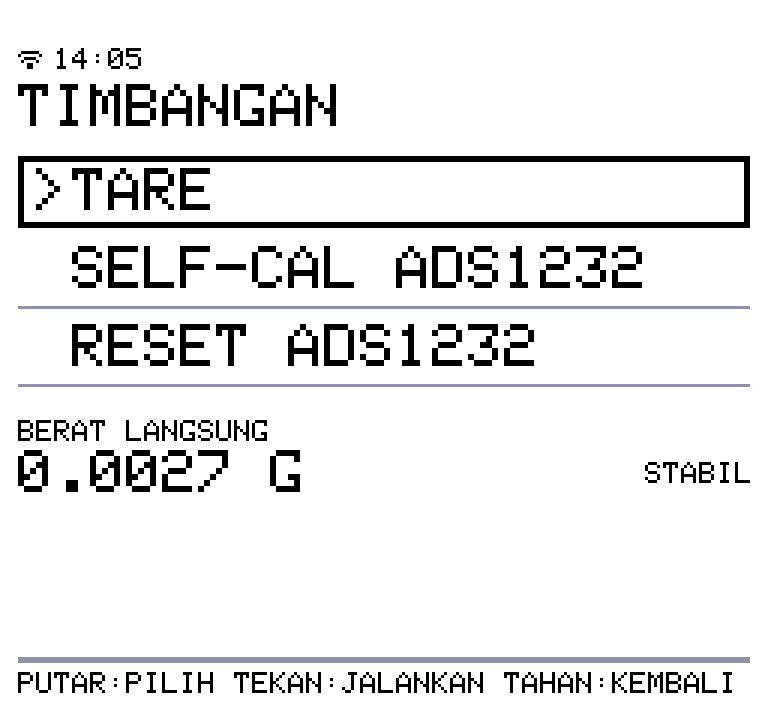 14:05
TIMBANGAN
>TARE
SELF-CAL ADS1232
RESET ADS1232
BERAT LANGSUNG
0.0027 G
STABIL
PUTAR:PILIH TEKAN:JALANKAN TAHAN:KEMBALI